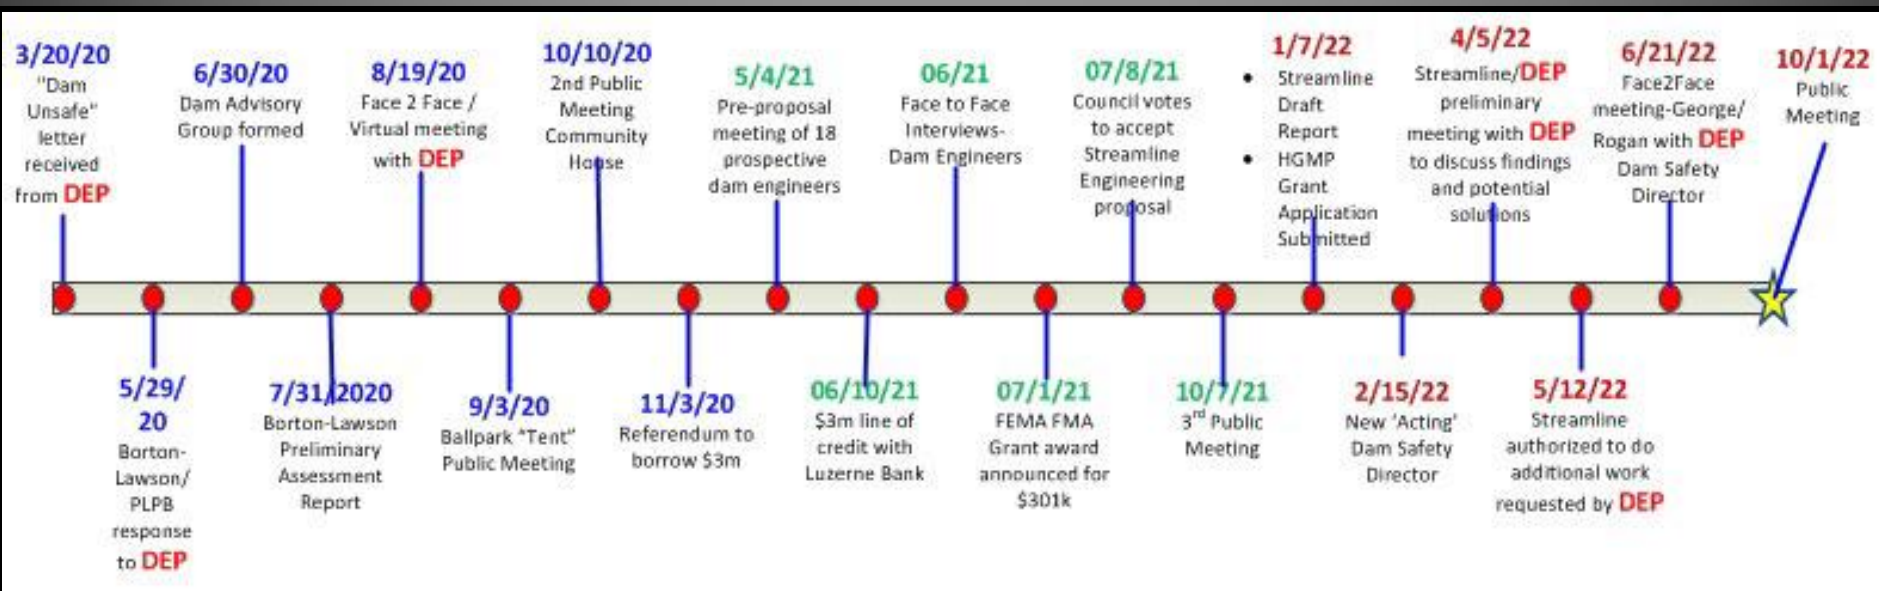 3/20/20
"Dam
Unsafe"
letter
received
from DEP
5/29/
20
Borton-
Lawson/
PLPB
response
to DEP
6/30/20
Dam Advisory
Group formed
7/31/2020
Borton-Lawson
Preliminary
Assessment
Report
8/19/20
Face 2 Face /
Virtual meeting
with DEP
9/3/20
Ballpark "Tent"
Public Meeting
10/10/20
2nd Public
Meeting
Community
House
11/3/20
Referendum to
borrow $3m
5/4/21
Pre-proposal
meeting of 18
prospective
dam engineers
06/10/21
$3m line of
credit with
Luzerne Bank
06/21
Face to Face
Interviews-
Dam Engineers
07/1/21
FEMA FMA
Grant award
announced for
$301k
07/8/21
Council votes
to accept
Streamline
Engineering
proposal
10/7/21
3rd Public
Meeting
1/7/22
• Streamline
Draft
Report
• HGMP
Grant
Application
Submitted
2/15/22
New 'Acting'
Dam Safety
Director
4/5/22
Streamline/DEP
preliminary
meeting with DEP
to discuss findings
and potential
solutions
5/12/22
Streamline
authorized to do
additional work
requested by DEP
6/21/22
Face2Face
meeting-George/
Rogan with DEP
Dam Safety
Director
10/1/22
Public
Meeting